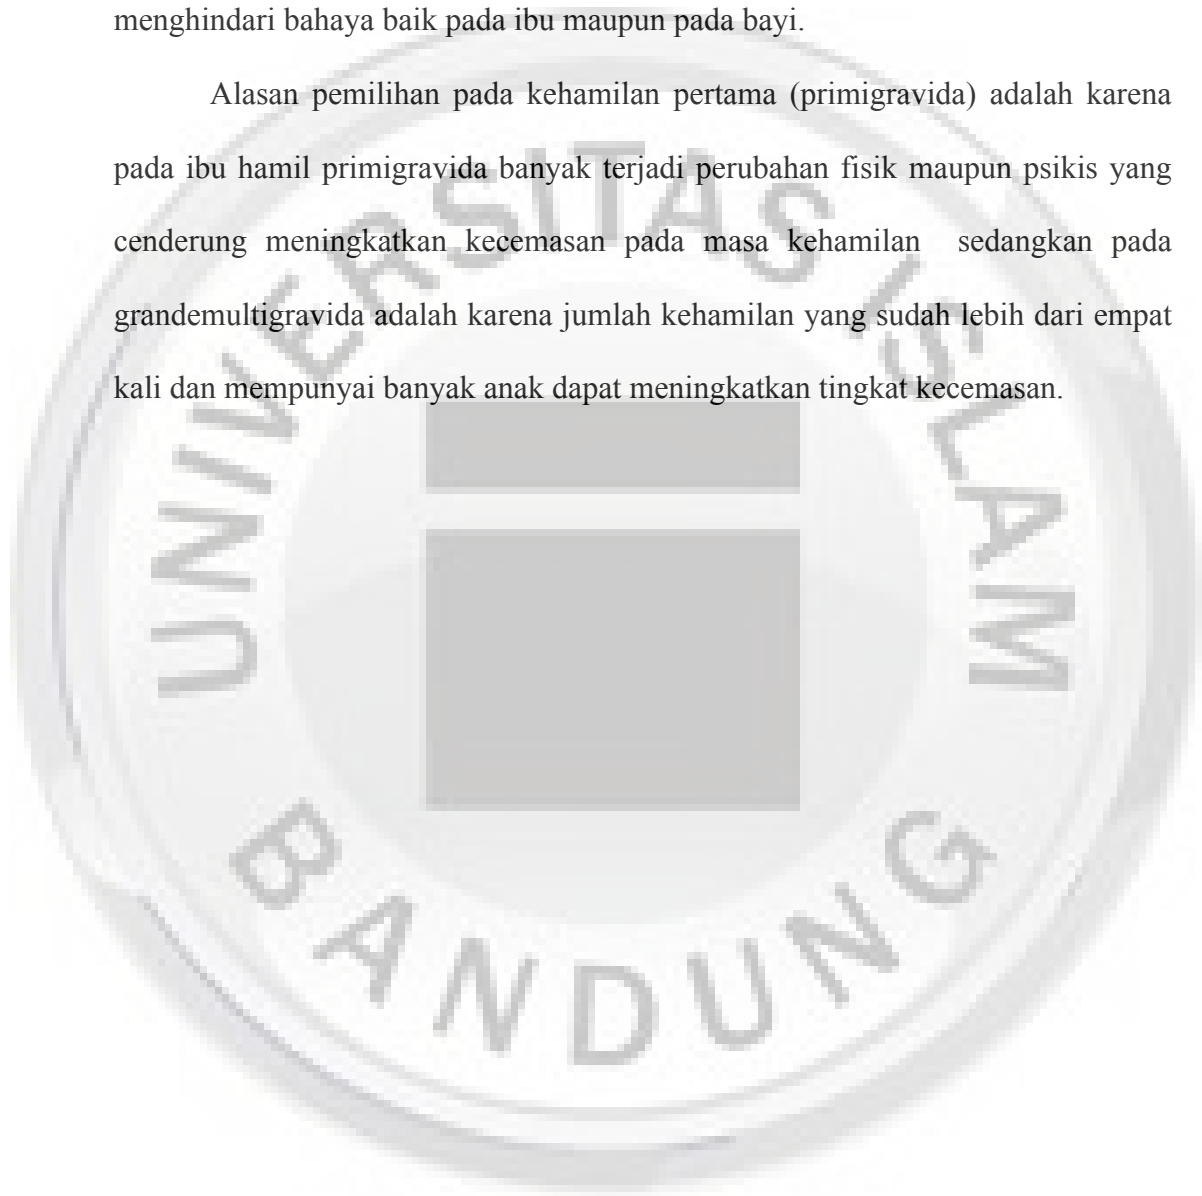 menghindari bahaya baik pada ibu maupun pada bayi.
Alasan pemilihan pada kehamilan pertama (primigravida) adalah karena
pada ibu hamil primigravida banyak terjadi perubahan fisik maupun psikis yang
cenderung meningkatkan kecemasan pada masa kehamilan  sedangkan pada
grandemultigravida adalah karena jumlah kehamilan yang sudah lebih dari empat
kali dan mempunyai banyak anak dapat meningkatkan tingkat kecemasan.
UNIVERSITAS ISLAM
BANDUNG